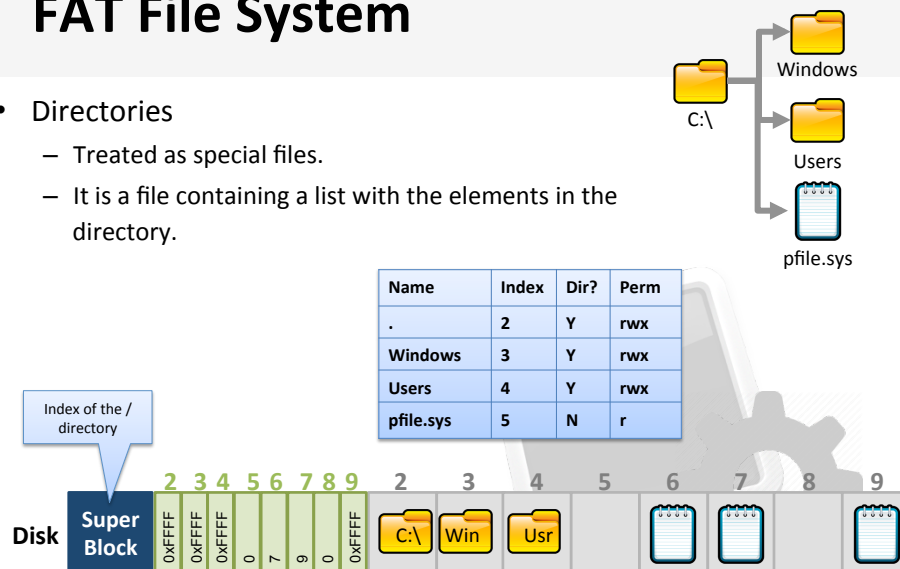 FAT File System
• Directories
– Treated as special files.
– It is a file containing a list with the elements in the
directory.
C:\
Windows
Users
pfile.sys
Name Index Dir? Perm
. 2 Y rwx
Windows 3 Y rwx
Users 4 Y rwx
pfile.sys 5 N r
Index of the /
directory
2 3 4 5 6 7 8 9 2 3 4 5 6 7 8 9
Disk
Super
Block
0xFFFF 0xFFFF 0xFFFF 0 7 9 0 0xFFFF
C:\ Win Usr